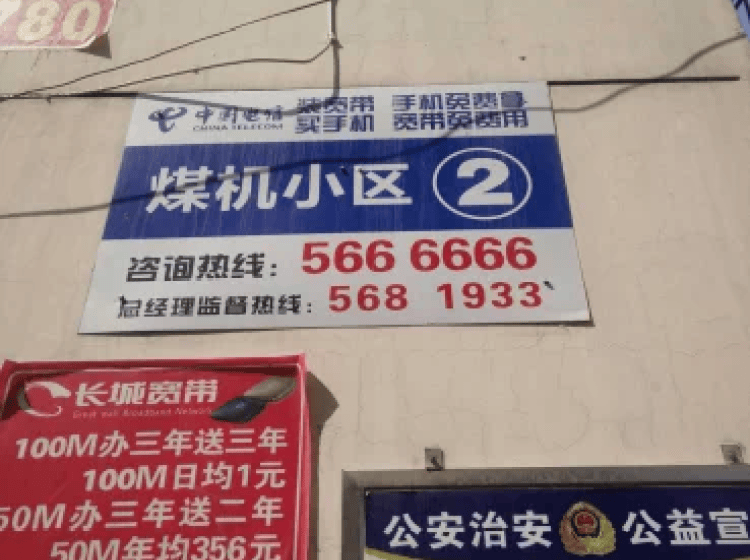 780
中国电信
CHINA TELECOM
装宽带 手机免费拿
买手机 宽带免费用
煤机小区 2
咨询热线：566 6666
总经理监督热线：568 1933
长城宽带
Great wall Broadband Network
100M办三年送三年
100M日均1元
50M办三年送二年
50M年均356元
公安治安 公益宣